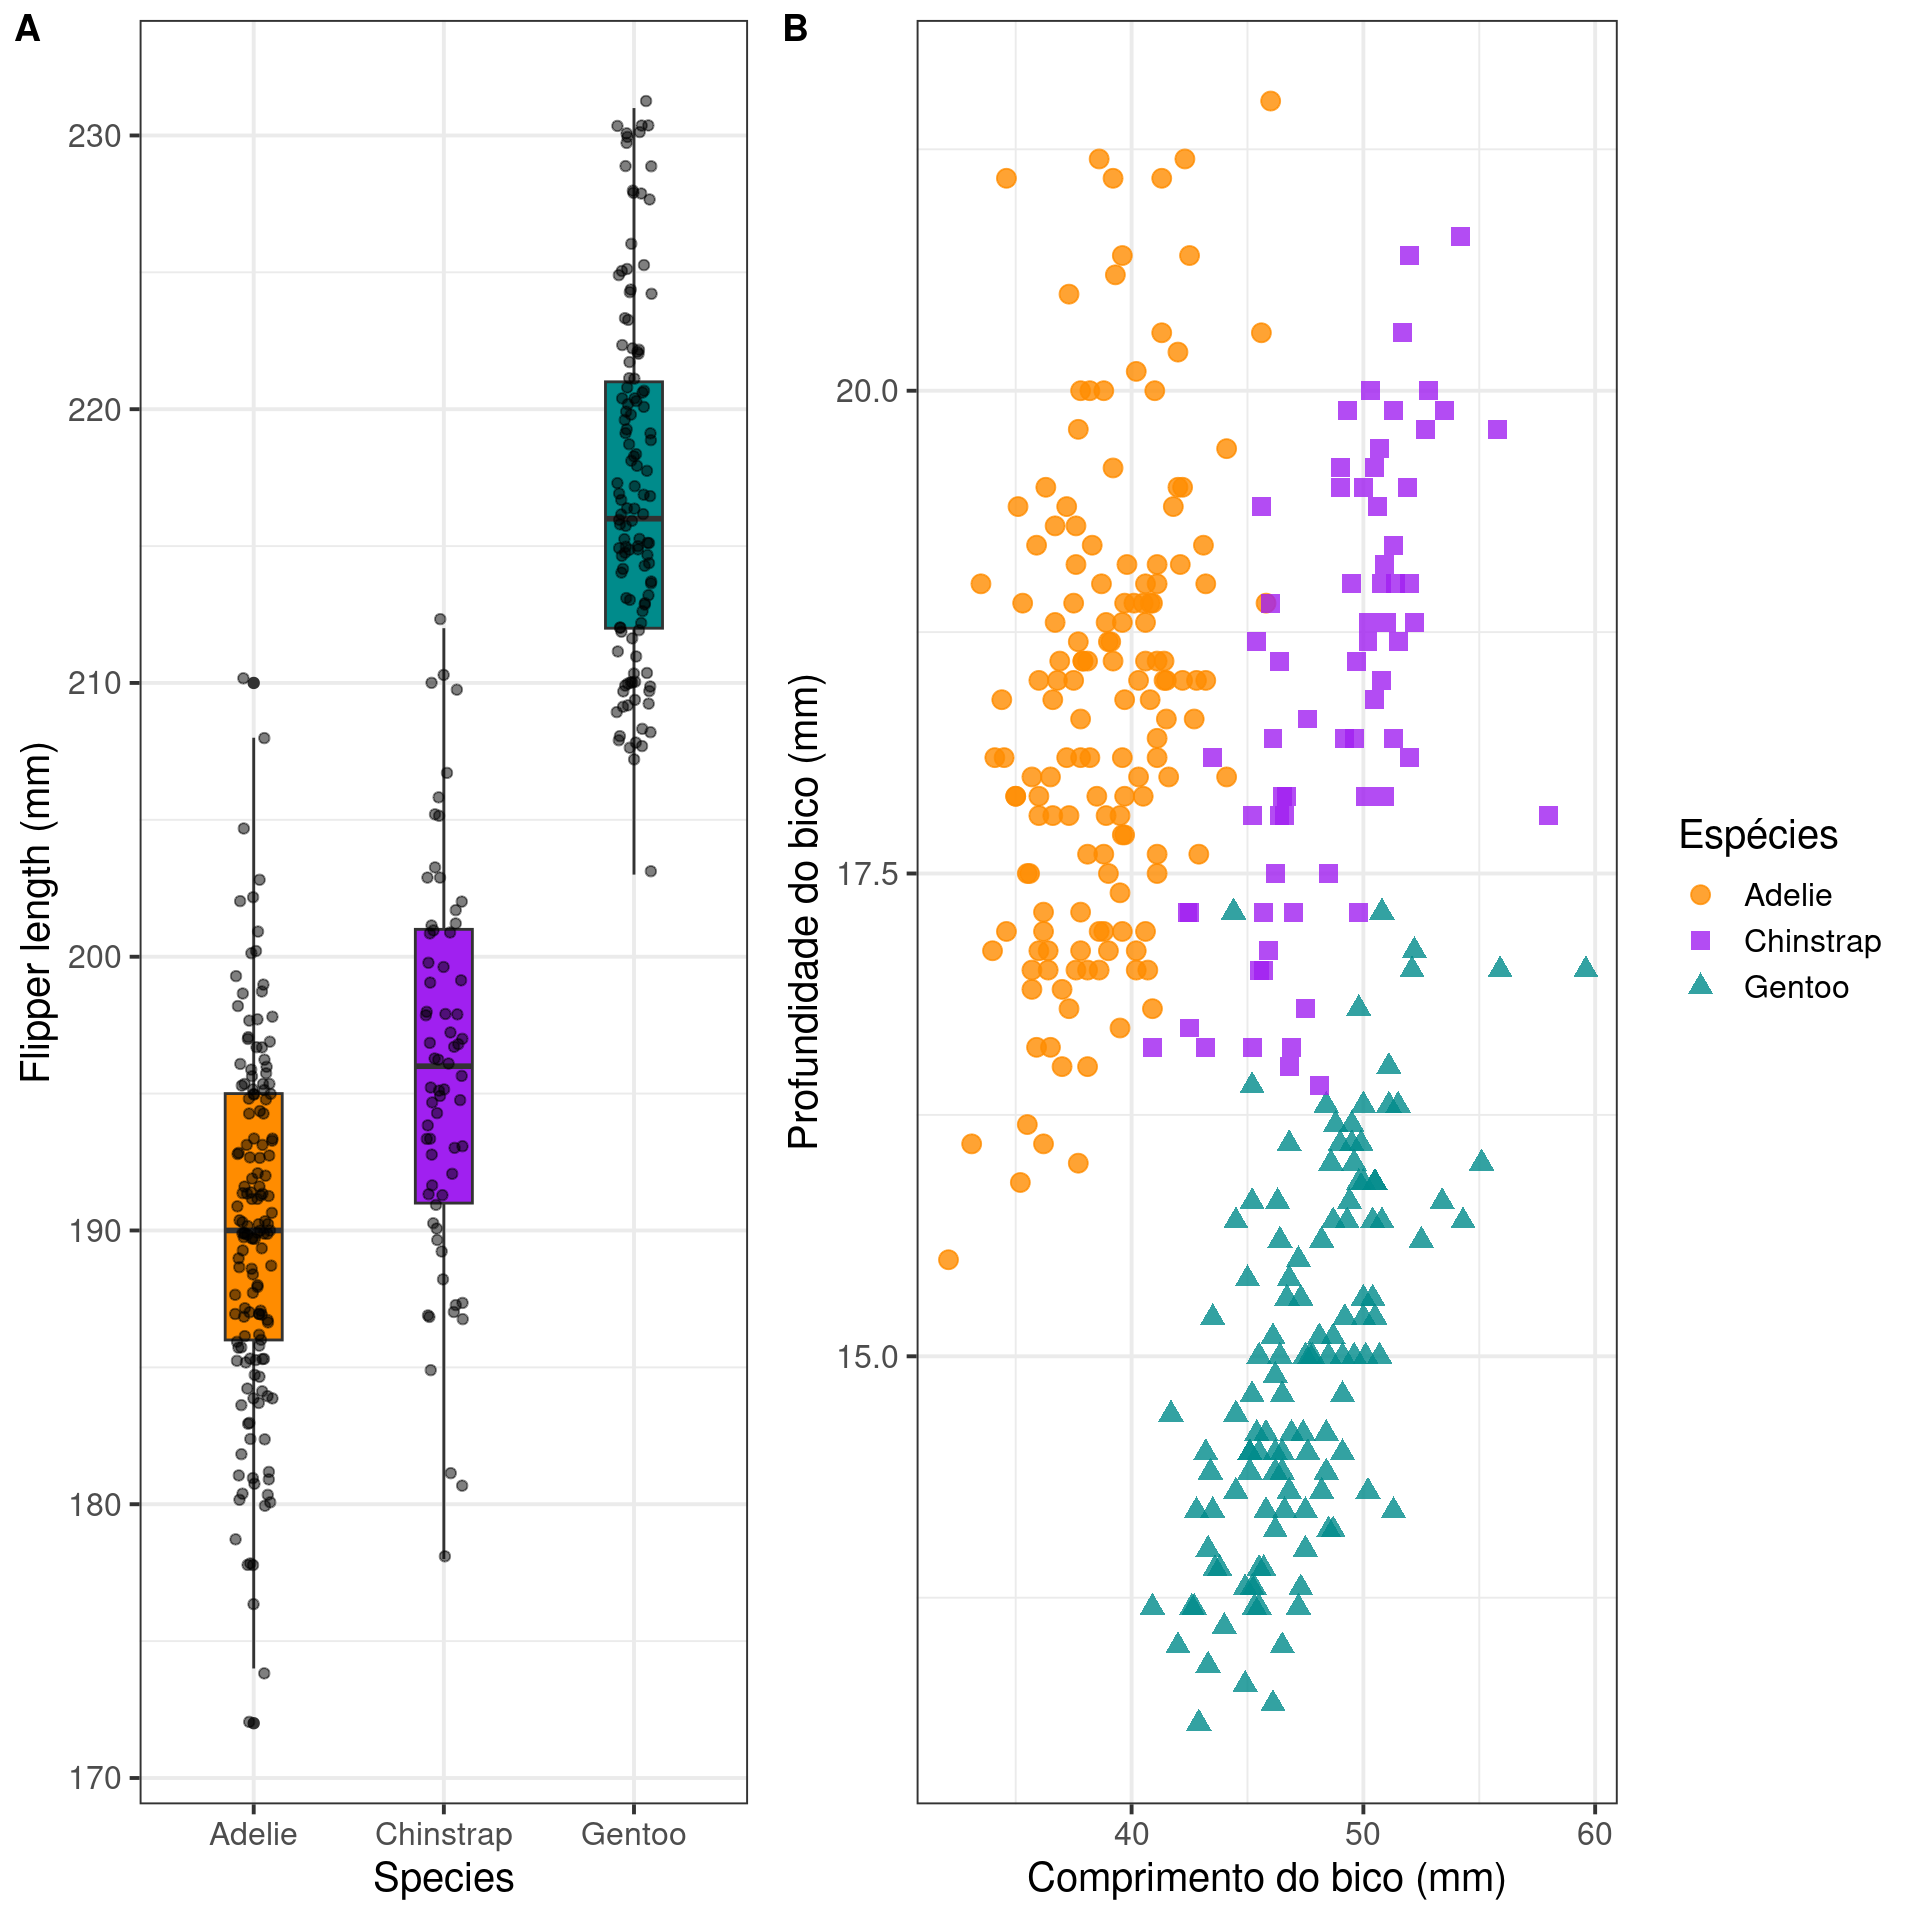 A
Flipper length (mm)
230
220
210
200
190
180
170
Adelie
Chinstrap
Gentoo
Species
B
Profundidade do bico (mm)
20.0
17.5
15.0
40
50
60
Comprimento do bico (mm)
Espécies
Adelie
Chinstrap
Gentoo